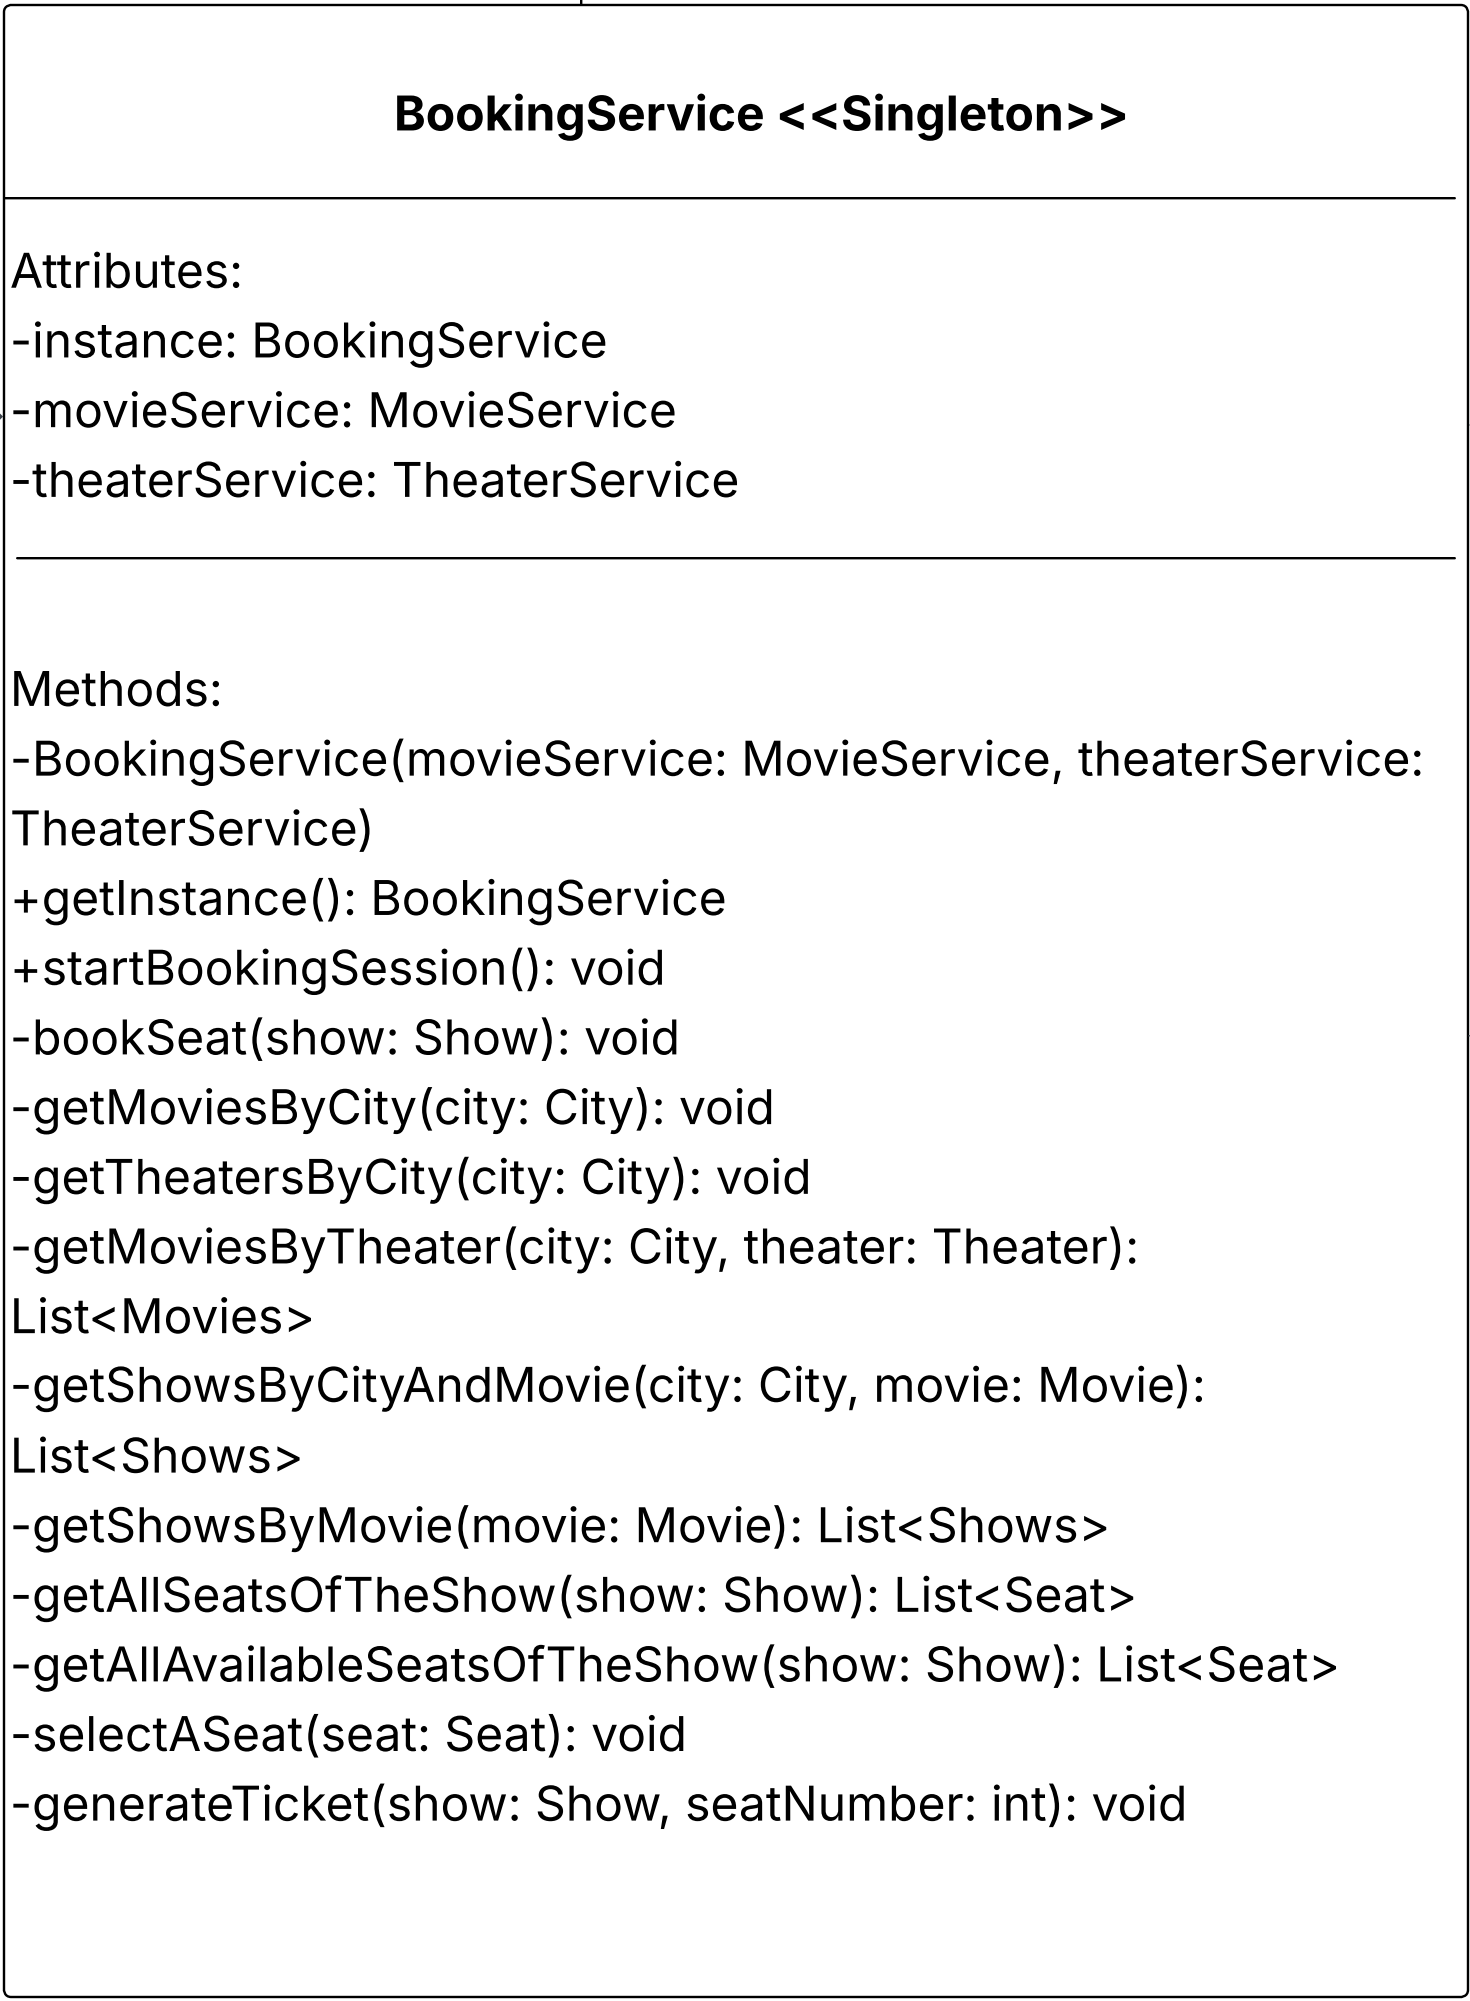 BookingService <<Singleton>>
Attributes:
-instance: BookingService
-movieService: MovieService
-theaterService: TheaterService
Methods:
-BookingService(movieService: MovieService, theaterService:
TheaterService)
+getInstance(): BookingService
+startBookingSession(): void
-bookSeat(show: Show): void
-getMoviesByCity(city: City): void
-getTheatersByCity(city: City): void
-getMoviesByTheater(city: City, theater: Theater):
List<Movies>
-getShowsByCityAndMovie(city: City, movie: Movie):
List<Shows>
-getShowsByMovie(movie: Movie): List<Shows>
-getAllSeatsOfTheShow(show: Show): List<Seat>
-getAllAvailableSeatsOfTheShow(show: Show): List<Seat>
-selectASeat(seat: Seat): void
-generateTicket(show: Show, seatNumber: int): void